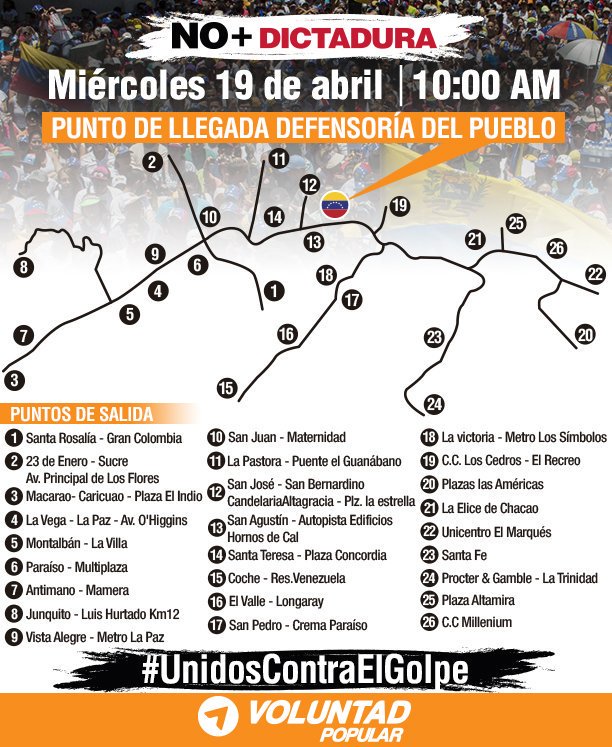 NO+ DICTADURA
Miércoles 19 de abril | 10:00 AM
PUNTO DE LLEGADA DEFENSORÍA DEL PUEBLO
2
11
12
19
10
14
13
25
21
26
8
9
6
18
22
4
1
17
5
7
16
23
20
3
15
24
PUNTOS DE SALIDA
1 Santa Rosalía - Gran Colombia
2 23 de Enero - Sucre
Av. Principal de Los Flores
3 Macarao- Caricuao - Plaza El Indio
4 La Vega - La Paz - Av. O'Higgins
5 Montalbán - La Villa
6 Paraíso - Multiplaza
7 Antimano - Mamera
8 Junquito - Luis Hurtado Km12
9 Vista Alegre - Metro La Paz
10 San Juan - Maternidad
11 La Pastora - Puente el Guanábano
12 San José - San Bernardino
CandelariaAltagracia - Plz. la estrella
13 San Agustín - Autopista Edificios
Hornos de Cal
14 Santa Teresa - Plaza Concordia
15 Coche - Res.Venezuela
16 El Valle - Longaray
17 San Pedro - Crema Paraíso
18 La victoria - Metro Los Símbolos
19 C.C. Los Cedros - El Recreo
20 Plazas las Américas
21 La Elice de Chacao
22 Unicentro El Marqués
23 Santa Fe
24 Procter & Gamble - La Trinidad
25 Plaza Altamira
26 C.C Millenium
#UnidosContraElGolpe
VOLUNTAD
POPULAR